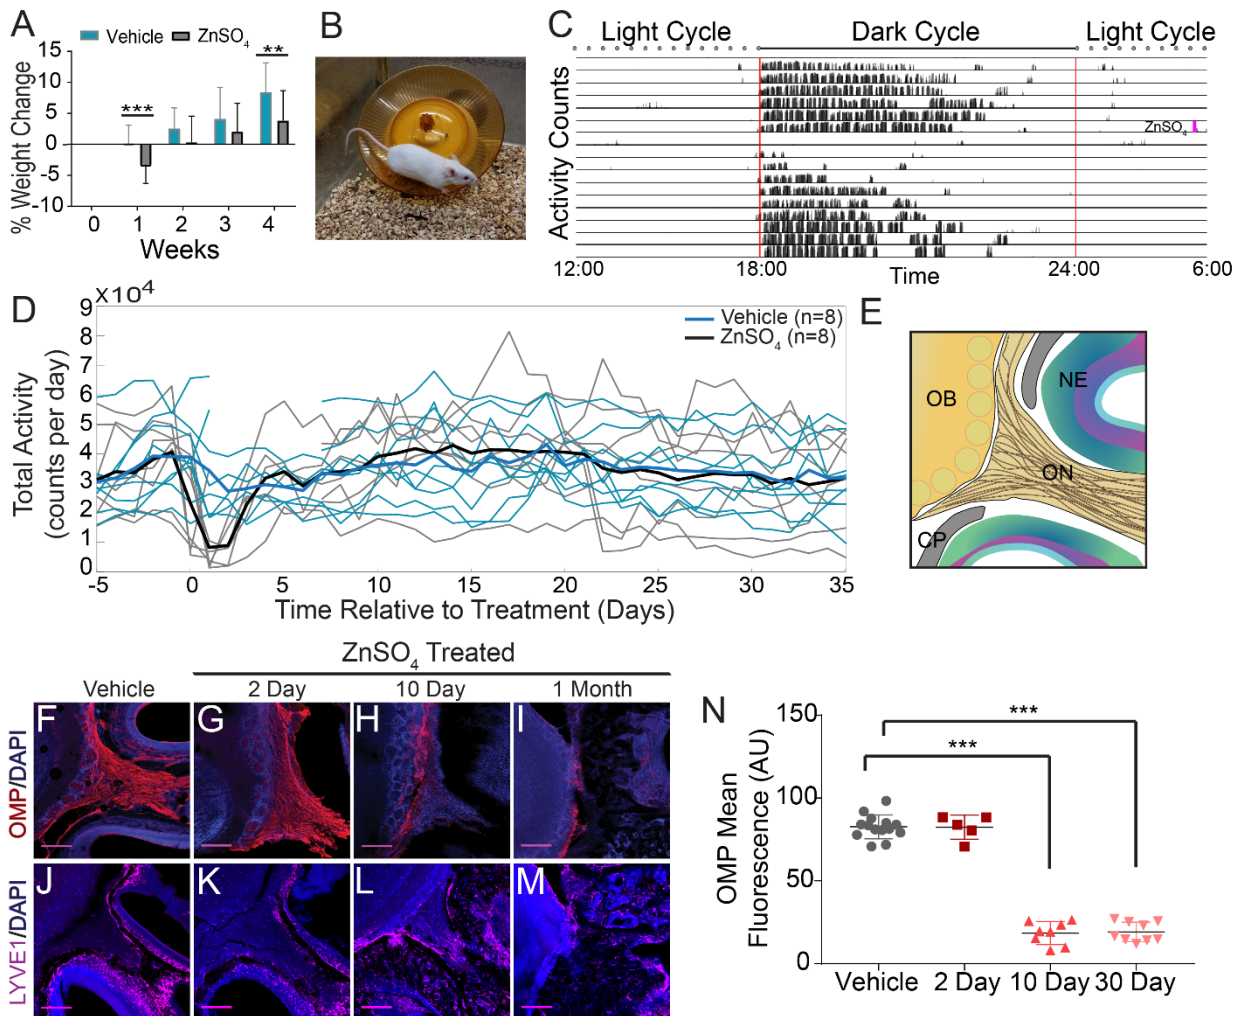 A
Vehicle ZnSO4
% Weight Change
15
10
5
0
-5
-10
***
**
0 1 2 3 4
Weeks
B
C
Light Cycle Dark Cycle Light Cycle
Activity Counts
ZnSO4
12:00 18:00 24:00 6:00
Time
D
x10^4
Total Activity
(counts per day)
9
8
7
6
5
4
3
2
1
0
Vehicle (n=8)
ZnSO4 (n=8)
-5 0 5 10 15 20 25 30 35
Time Relative to Treatment (Days)
E
OB
NE
ON
CP
ZnSO4 Treated
Vehicle 2 Day 10 Day 1 Month
OMP/DAPI
F G H I
LYVE1/DAPI
J K L M
N
OMP Mean
Fluorescence (AU)
150
100
50
0
***
***
Vehicle 2 Day 10 Day 30 Day